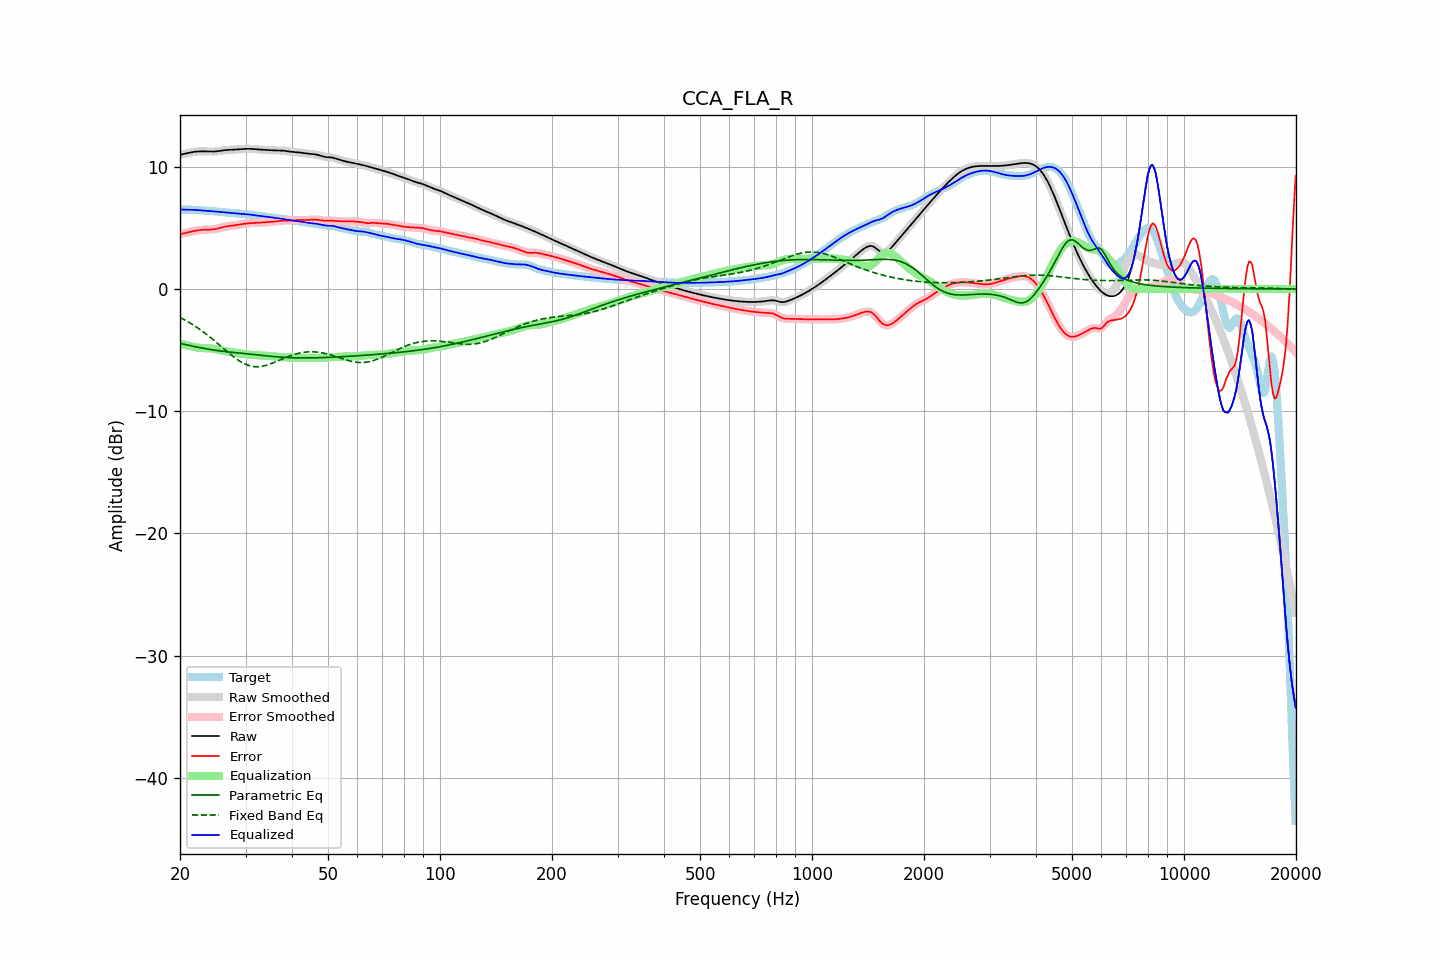 CCA_FLA_R
Amplitude (dBr)
10
0
−10
−20
−30
−40
Target
Raw Smoothed
Error Smoothed
Raw
Error
Equalization
Parametric Eq
Fixed Band Eq
Equalized
20 50 100 200 500 1000 2000 5000 10000 20000
Frequency (Hz)